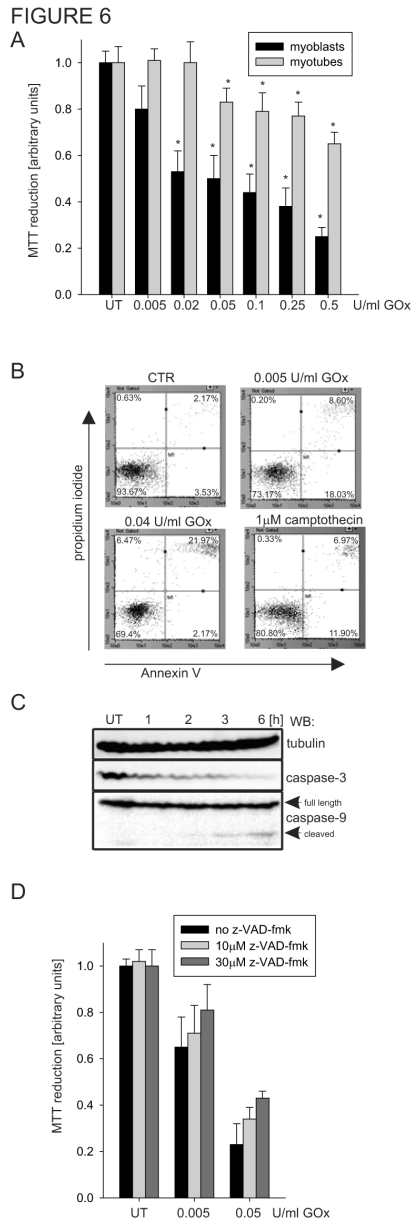 FIGURE 6
A
myoblasts
myotubes
MTT reduction [arbitrary units]
1.0
0.8
0.6
0.4
0.2
0.0
* * * * * * * * *
UT 0.005 0.02 0.05 0.1 0.25 0.5 U/ml GOx
B
propidium iodide
CTR
0.63% 2.17%
93.67% 3.53%
0.005 U/ml GOx
0.20% 8.60%
73.17% 18.03%
0.04 U/ml GOx
6.47% 21.97%
69.4% 2.17%
1µM camptothecin
0.33% 6.97%
80.80% 11.90%
Annexin V
C
UT 1 2 3 6 [h] WB:
tubulin
caspase-3
full length
caspase-9
cleaved
D
no z-VAD-fmk
10µM z-VAD-fmk
30µM z-VAD-fmk
MTT reduction [arbitrary units]
1.0
0.8
0.6
0.4
0.2
0.0
UT 0.005 0.05 U/ml GOx